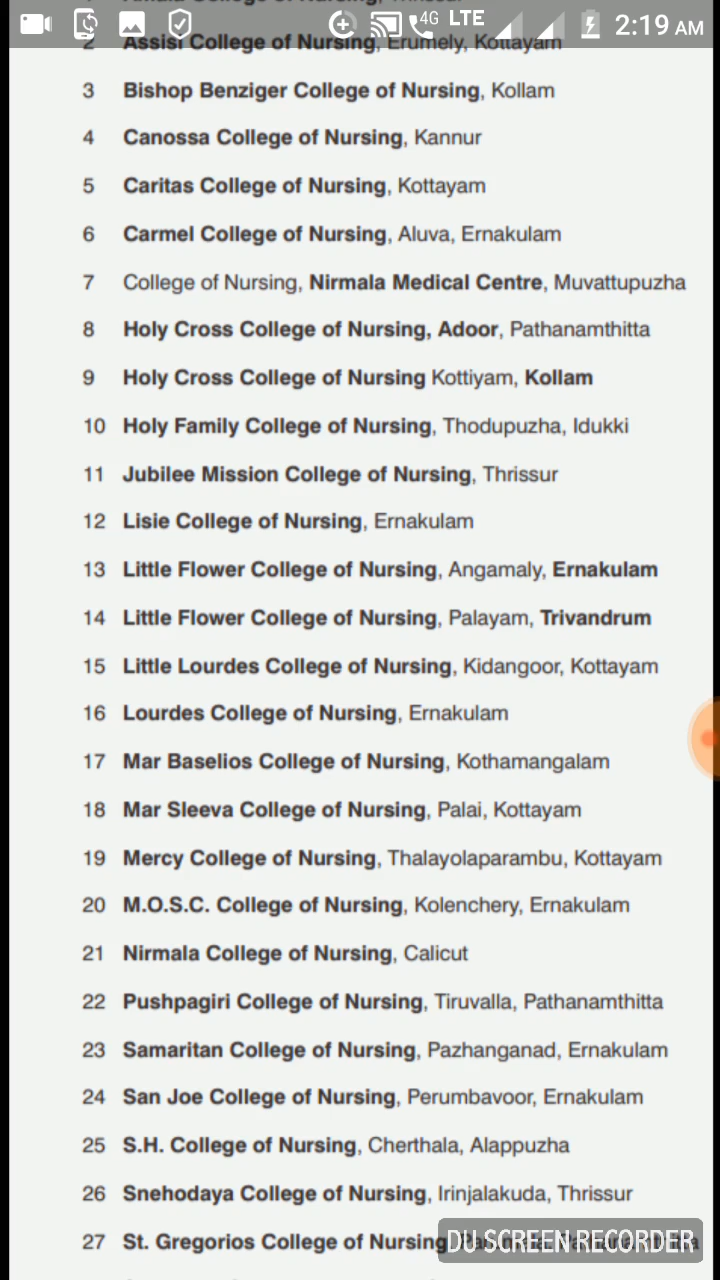 4G LTE 2:19 AM
2 Assisi College of Nursing, Erumely, Kottayam
3 Bishop Benziger College of Nursing, Kollam
4 Canossa College of Nursing, Kannur
5 Caritas College of Nursing, Kottayam
6 Carmel College of Nursing, Aluva, Ernakulam
7 College of Nursing, Nirmala Medical Centre, Muvattupuzha
8 Holy Cross College of Nursing, Adoor, Pathanamthitta
9 Holy Cross College of Nursing Kottiyam, Kollam
10 Holy Family College of Nursing, Thodupuzha, Idukki
11 Jubilee Mission College of Nursing, Thrissur
12 Lisie College of Nursing, Ernakulam
13 Little Flower College of Nursing, Angamaly, Ernakulam
14 Little Flower College of Nursing, Palayam, Trivandrum
15 Little Lourdes College of Nursing, Kidangoor, Kottayam
16 Lourdes College of Nursing, Ernakulam
17 Mar Baselios College of Nursing, Kothamangalam
18 Mar Sleeva College of Nursing, Palai, Kottayam
19 Mercy College of Nursing, Thalayolaparambu, Kottayam
20 M.O.S.C. College of Nursing, Kolenchery, Ernakulam
21 Nirmala College of Nursing, Calicut
22 Pushpagiri College of Nursing, Tiruvalla, Pathanamthitta
23 Samaritan College of Nursing, Pazhanganad, Ernakulam
24 San Joe College of Nursing, Perumbavoor, Ernakulam
25 S.H. College of Nursing, Cherthala, Alappuzha
26 Snehodaya College of Nursing, Irinjalakuda, Thrissur
27 St. Gregorios College of Nursing
DU SCREEN RECORDER